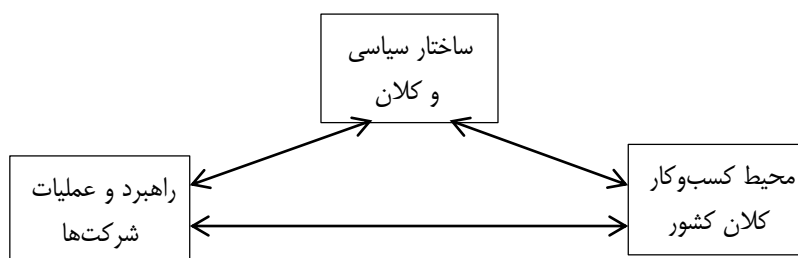 ساختار سیاسی
و کلان
محیط کسب‌وکار
کلان کشور
راهبرد و عملیات
شرکت‌ها